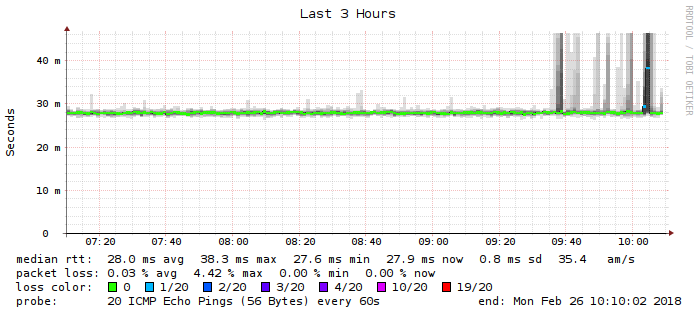 Last 3 Hours
RRDTOOL / TOBI OETIKER
Seconds
40 m
30 m
20 m
10 m
0
07:20 07:40 08:00 08:20 08:40 09:00 09:20 09:40 10:00
median rtt: 28.0 ms avg 38.3 ms max 27.6 ms min 27.9 ms now 0.8 ms sd 35.4 am/s
packet loss: 0.03 % avg 4.42 % max 0.00 % min 0.00 % now
loss color: 0 1/20 2/20 3/20 4/20 10/20 19/20
probe: 20 ICMP Echo Pings (56 Bytes) every 60s end: Mon Feb 26 10:10:02 2018